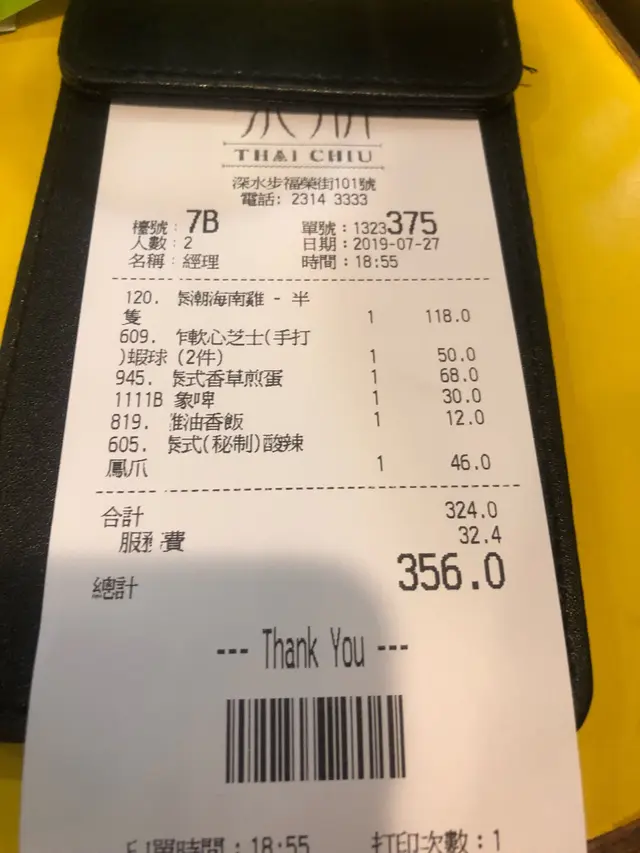 THAI CHIU
深水步福榮街101號
電話: 2314 3333
檯號: 7B 單號:1323375
人數:2 日期:2019-07-27
名稱:經理 時間:18:55
120. 潮海南雞 - 半
隻 1 118.0
609. 炸軟心芝士(手打
)蝦球 (2件) 1 50.0
945. 泰式香草煎蛋 1 68.0
1111B 象啤 1 30.0
819. 雞油香飯 1 12.0
605. 泰式(秘制)酸辣
鳳爪 1 46.0
合計 324.0
服務費 32.4
總計 356.0
--- Thank You ---
單時間:18:55 打印次數:1